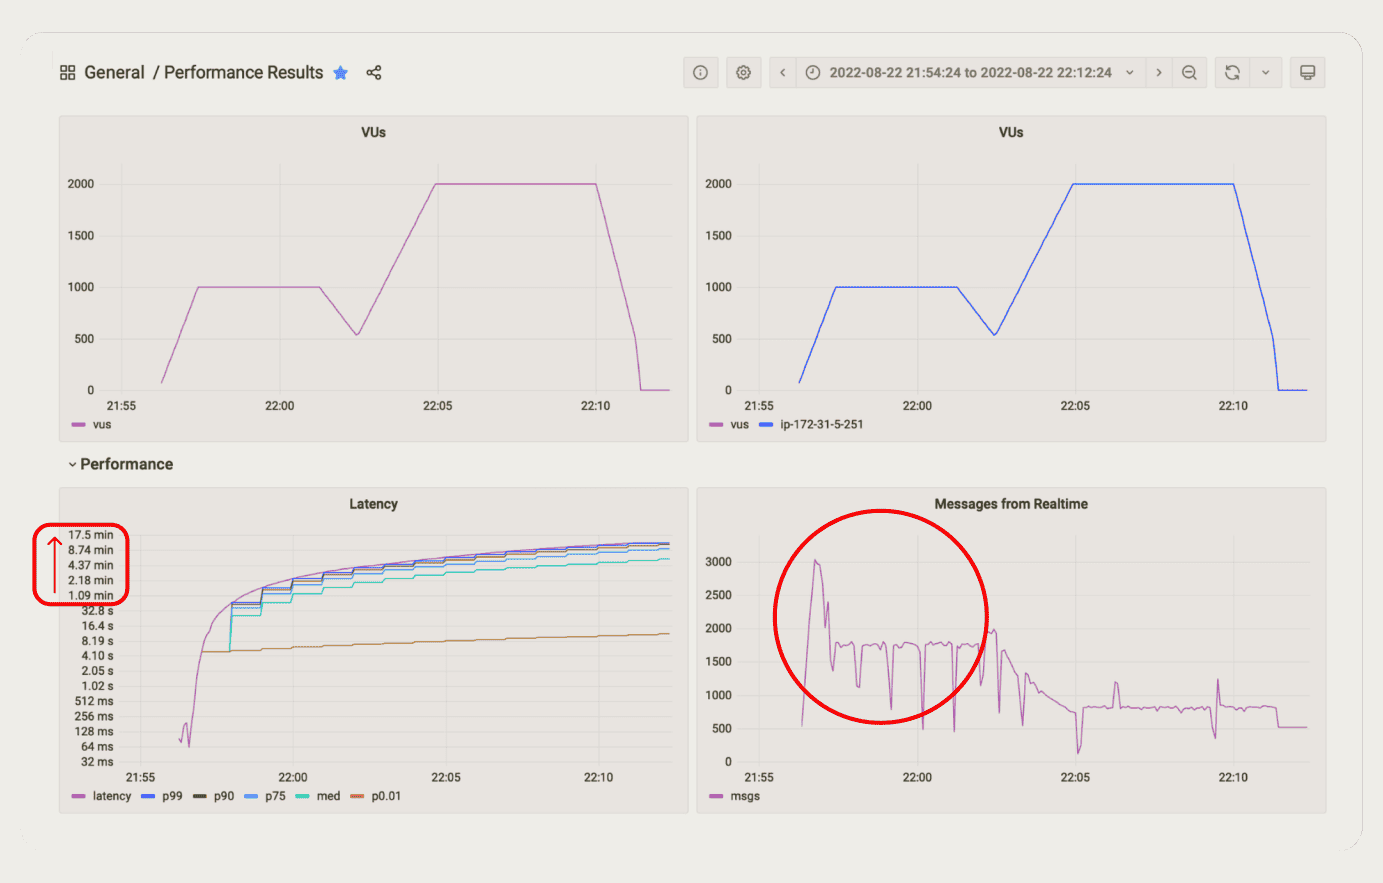 General / Performance Results
2022-08-22 21:54:24 to 2022-08-22 22:12:24
VUs
2000
1500
1000
500
0
21:55 22:00 22:05 22:10
vus
VUs
2000
1500
1000
500
0
21:55 22:00 22:05 22:10
vus ip-172-31-5-251
Performance
Latency
17.5 min
8.74 min
4.37 min
2.18 min
1.09 min
32.8 s
16.4 s
8.19 s
4.10 s
2.05 s
1.02 s
512 ms
256 ms
128 ms
64 ms
32 ms
21:55 22:00 22:05 22:10
latency p99 p90 p75 med p0.01
Messages from Realtime
3000
2500
2000
1500
1000
500
0
21:55 22:00 22:05 22:10
msgs